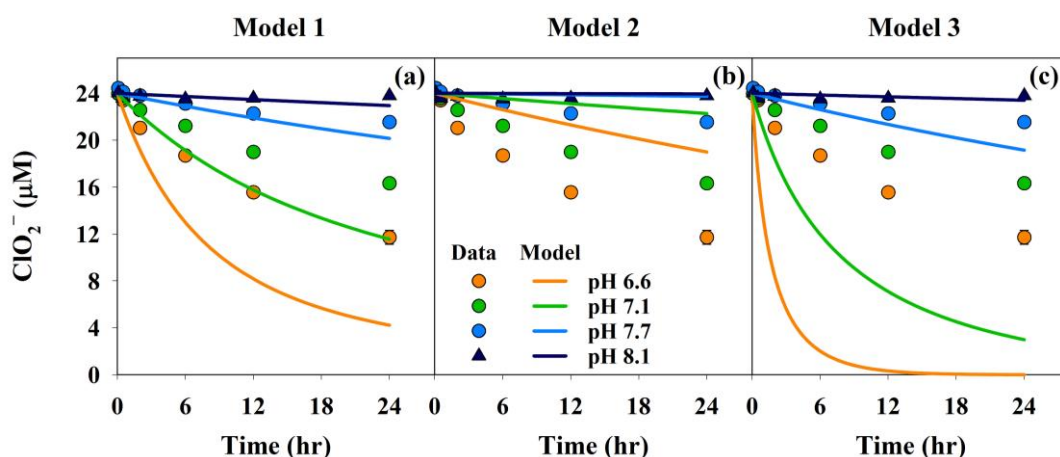 Model 1 Model 2 Model 3
(a) (b) (c)
ClO₂⁻ (μM)
24
20
16
12
8
4
0
Data Model
pH 6.6
pH 7.1
pH 7.7
pH 8.1
0 6 12 18 24 0 6 12 18 24 0 6 12 18 24
Time (hr) Time (hr) Time (hr)